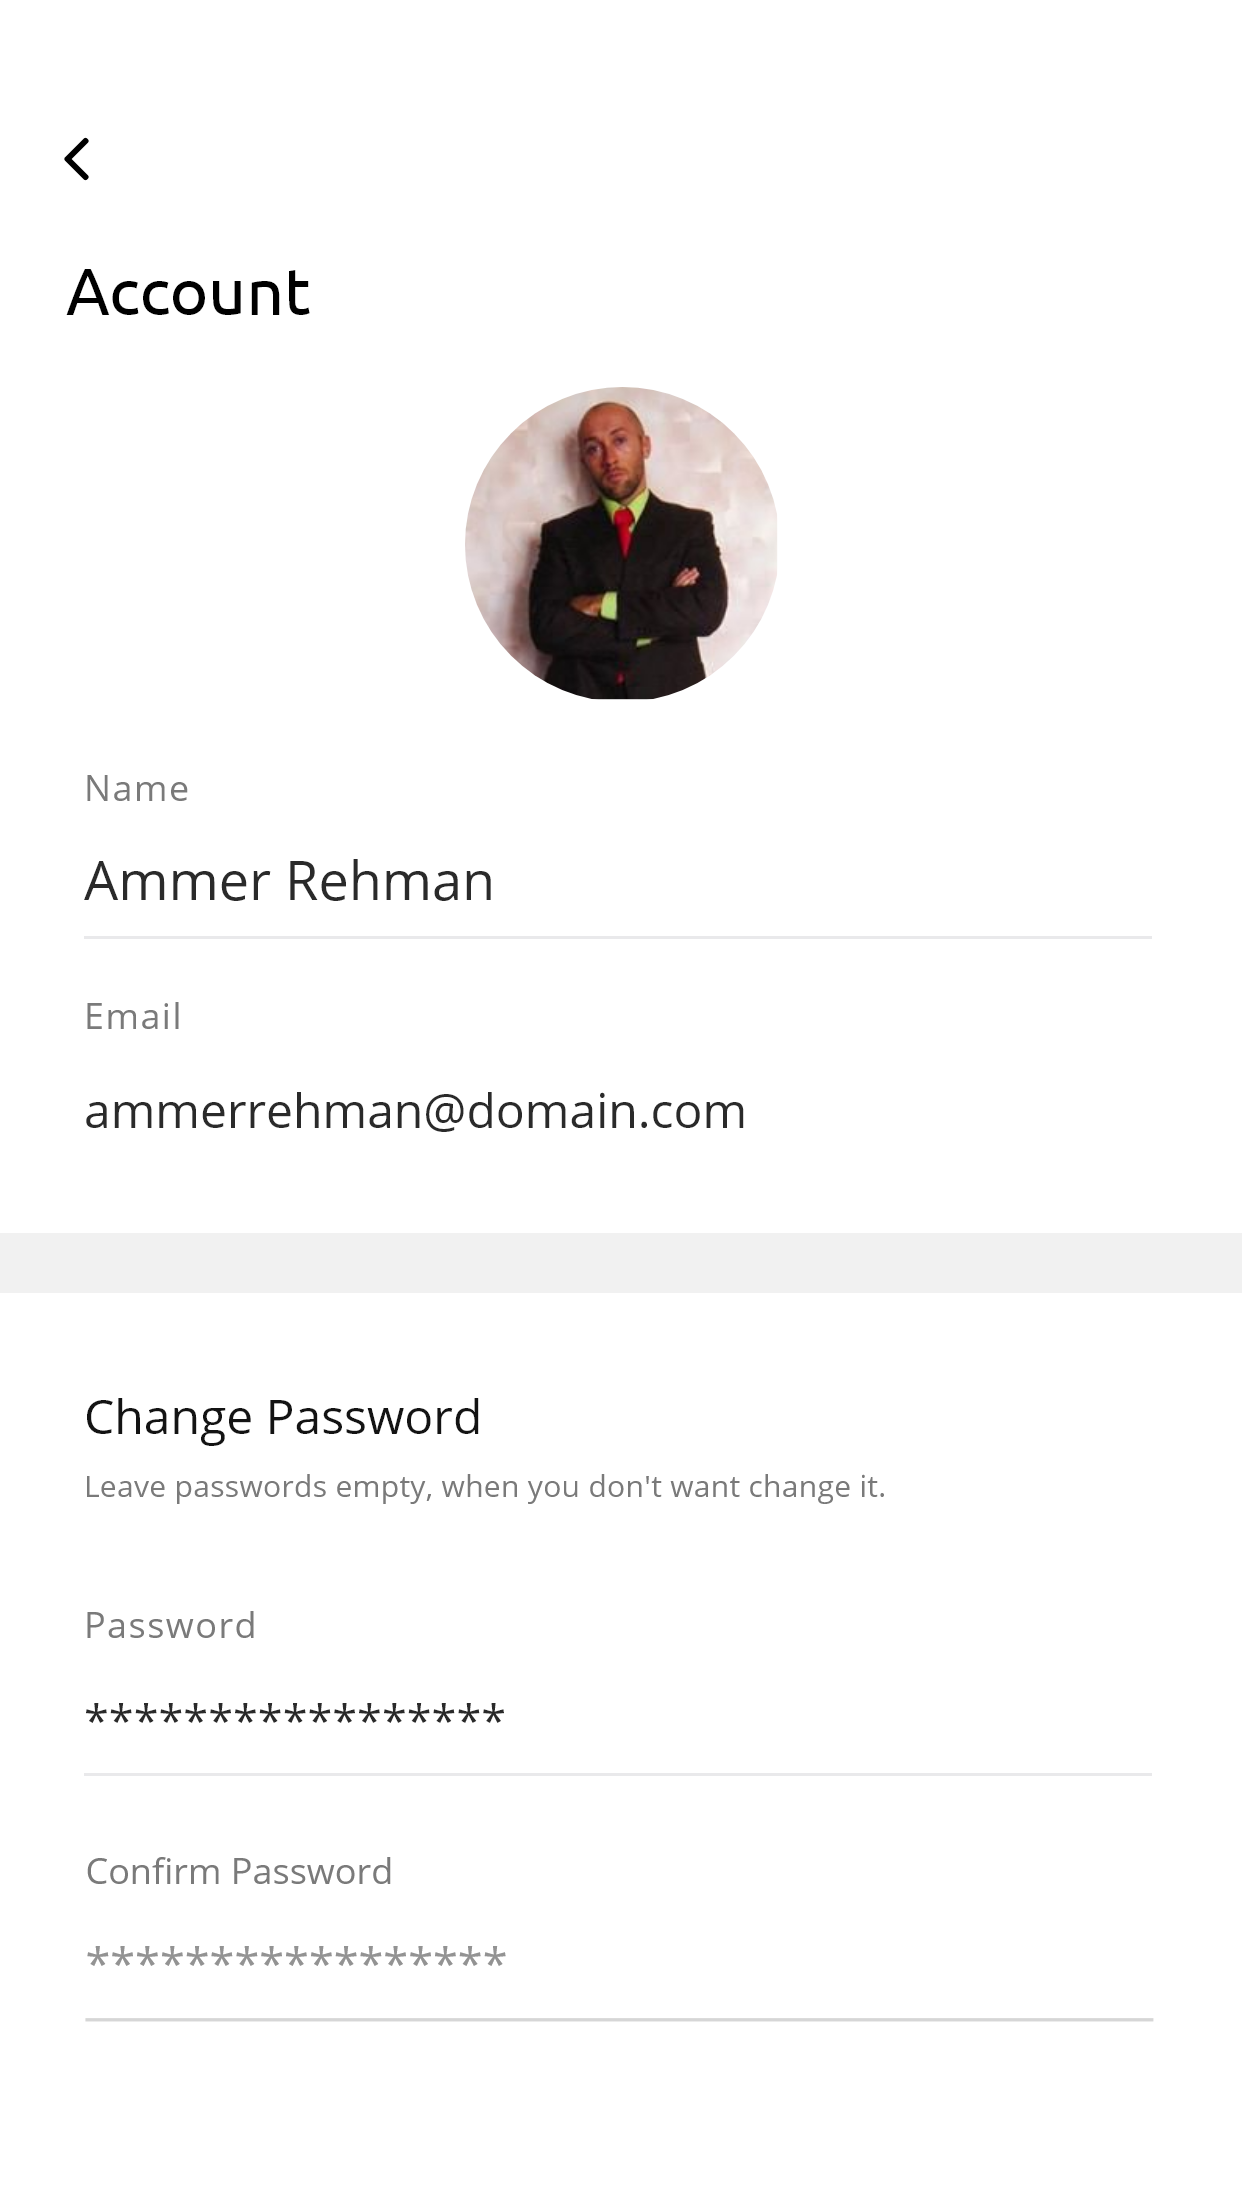 Account
Name
Ammer Rehman
Email
ammerrehman@domain.com
Change Password
Leave passwords empty, when you don't want change it.
Password
*****************
Confirm Password
*****************